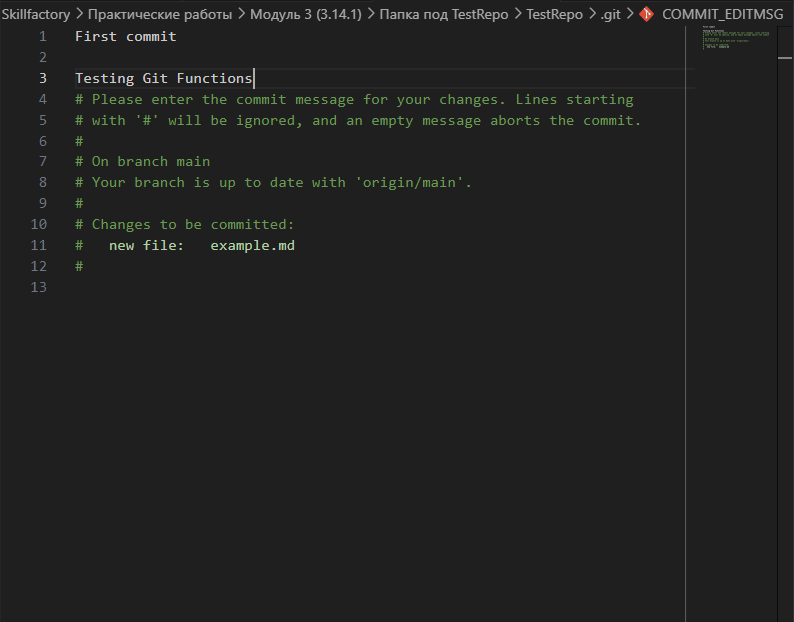 Skillfactory > Практические работы > Модуль 3 (3.14.1) > Папка под TestRepo > TestRepo > .git > COMMIT_EDITMSG
1 First commit
2
3 Testing Git Functions
4 # Please enter the commit message for your changes. Lines starting
5 # with '#' will be ignored, and an empty message aborts the commit.
6 #
7 # On branch main
8 # Your branch is up to date with 'origin/main'.
9 #
10 # Changes to be committed:
11 #   new file:   example.md
12 #
13